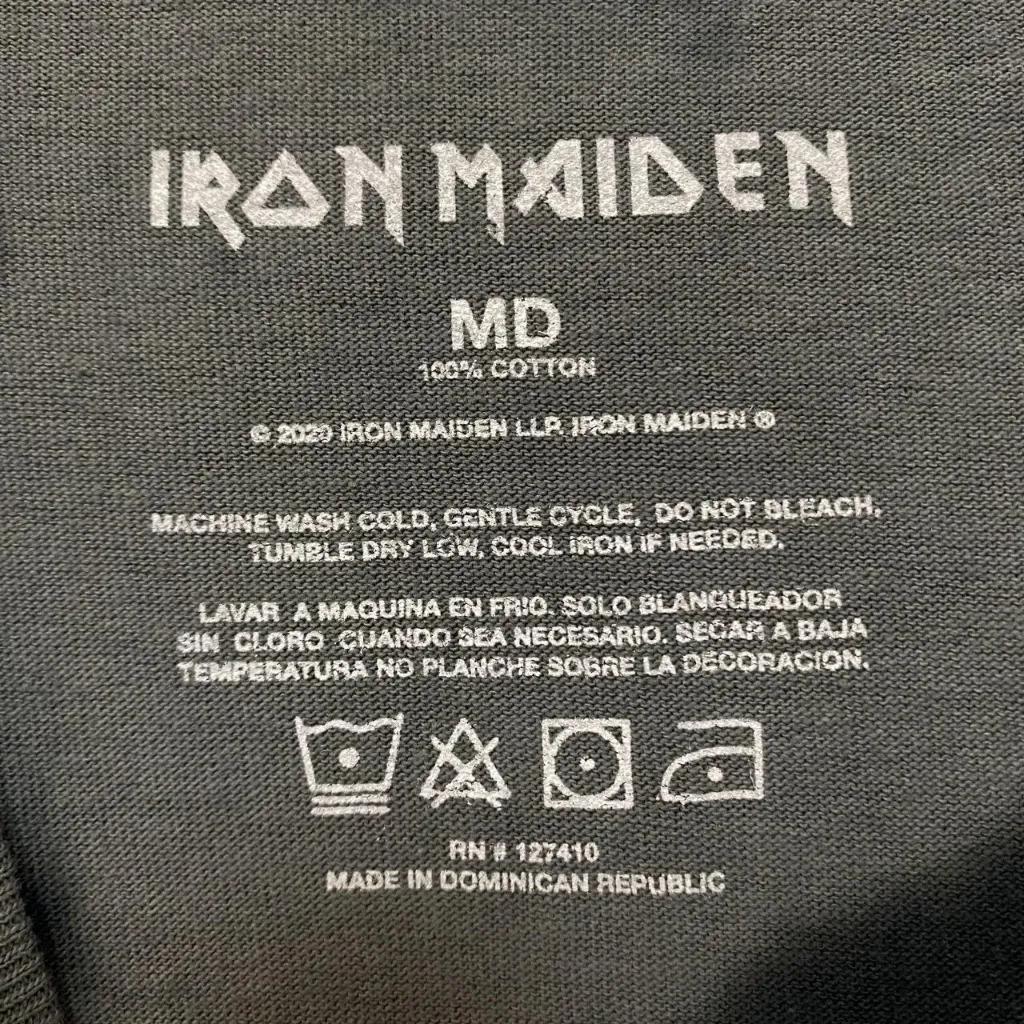 IRON MAIDEN
MD
100% COTTON
© 2020 IRON MAIDEN LLP. IRON MAIDEN ®
MACHINE WASH COLD, GENTLE CYCLE, DO NOT BLEACH,
TUMBLE DRY LOW, COOL IRON IF NEEDED.
LAVAR A MAQUINA EN FRIO. SOLO BLANQUEADOR
SIN CLORO CUANDO SEA NECESARIO. SECAR A BAJA
TEMPERATURA NO PLANCHE SOBRE LA DECORACION.
RN # 127410
MADE IN DOMINICAN REPUBLIC